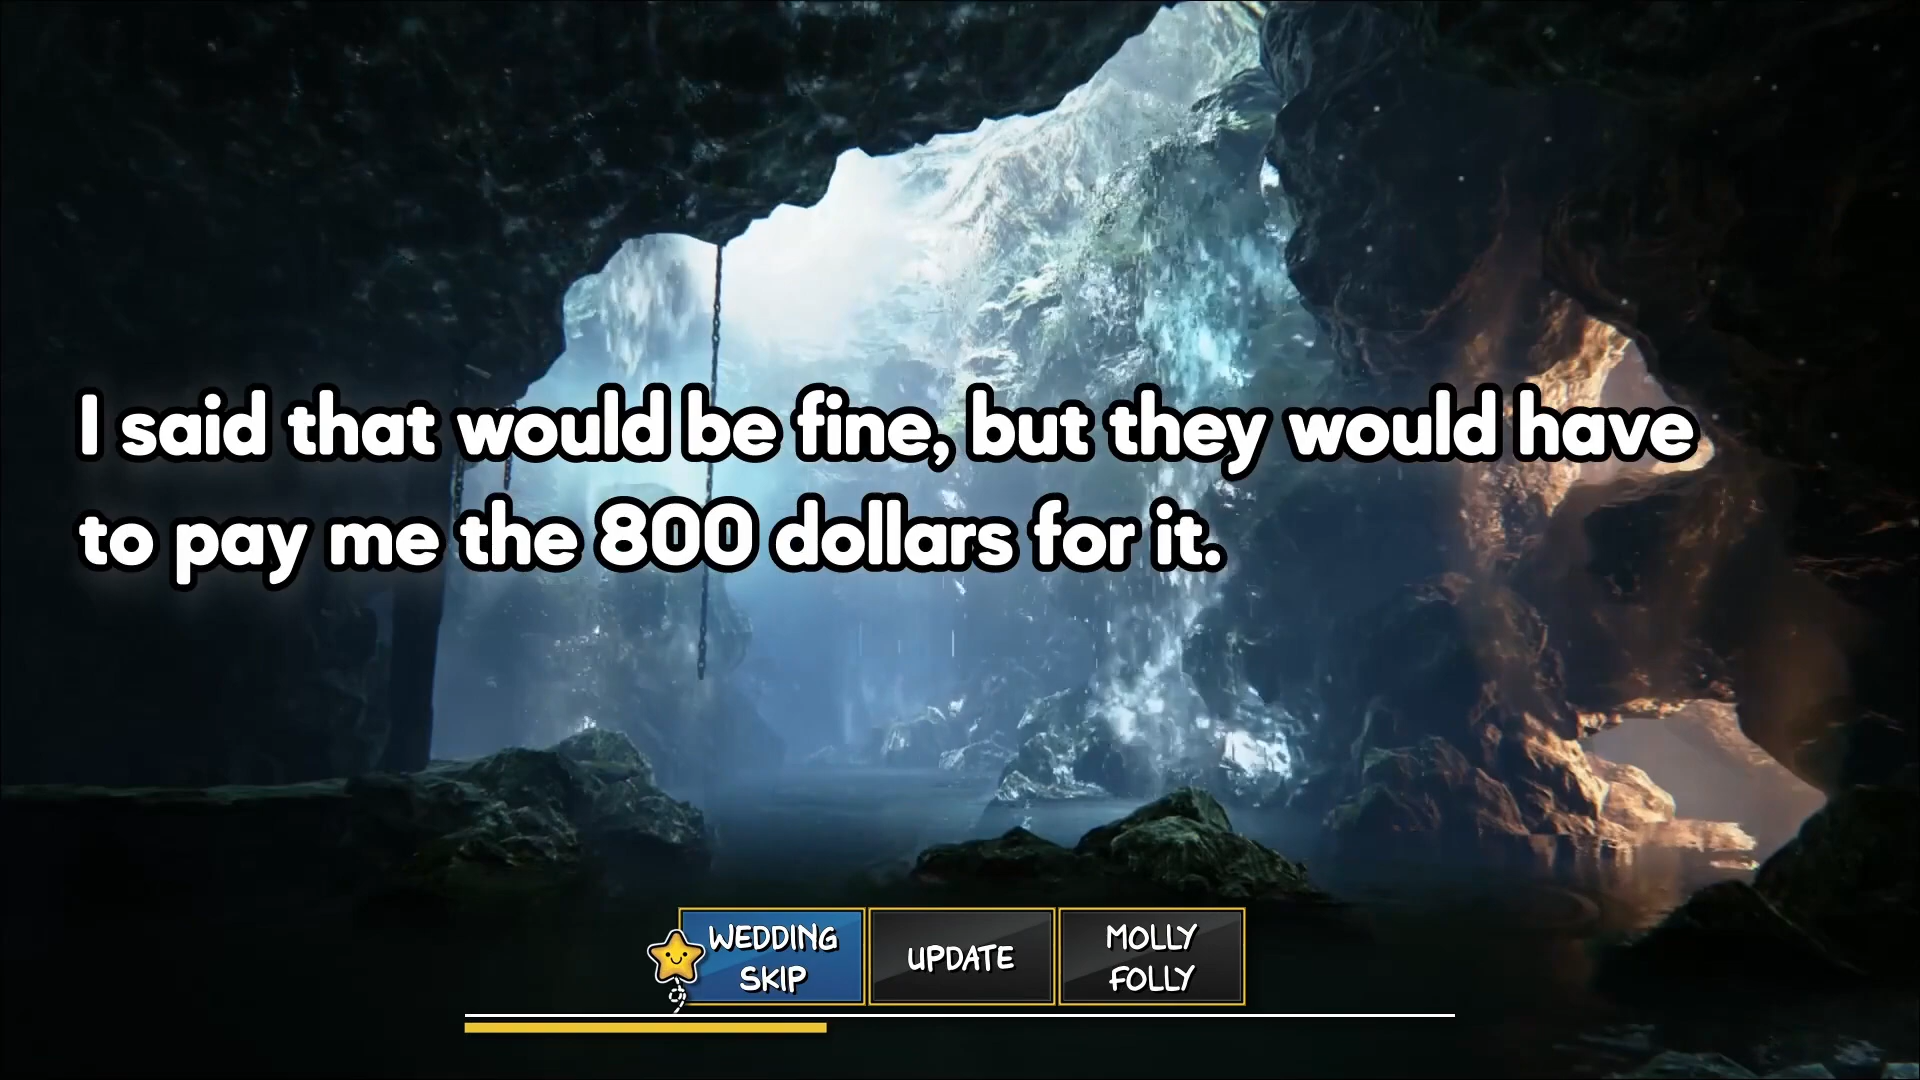 I said that would be fine, but they would have
to pay me the 800 dollars for it.
WEDDING
SKIP
UPDATE
MOLLY
FOLLY